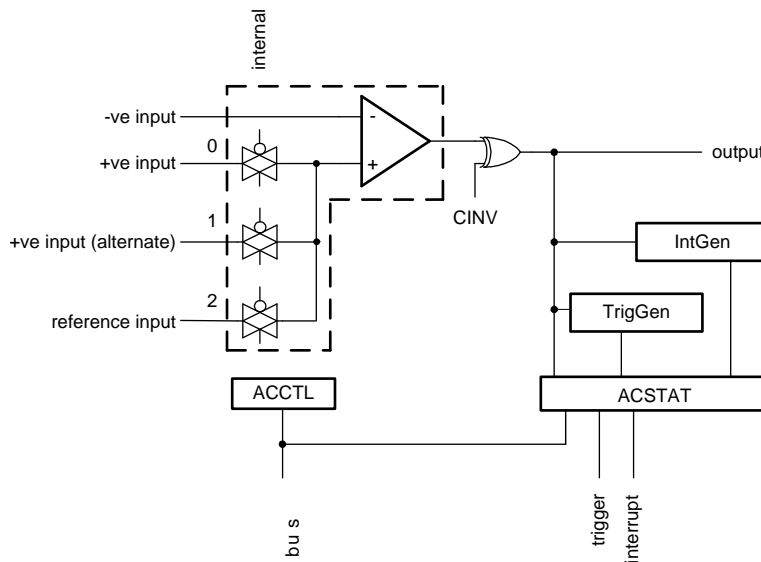 internal
-ve input
-
0
+ve input
+
output
CINV
1
+ve input (alternate)
IntGen
2
reference input
TrigGen
ACCTL
ACSTAT
bu s
trigger
interrupt